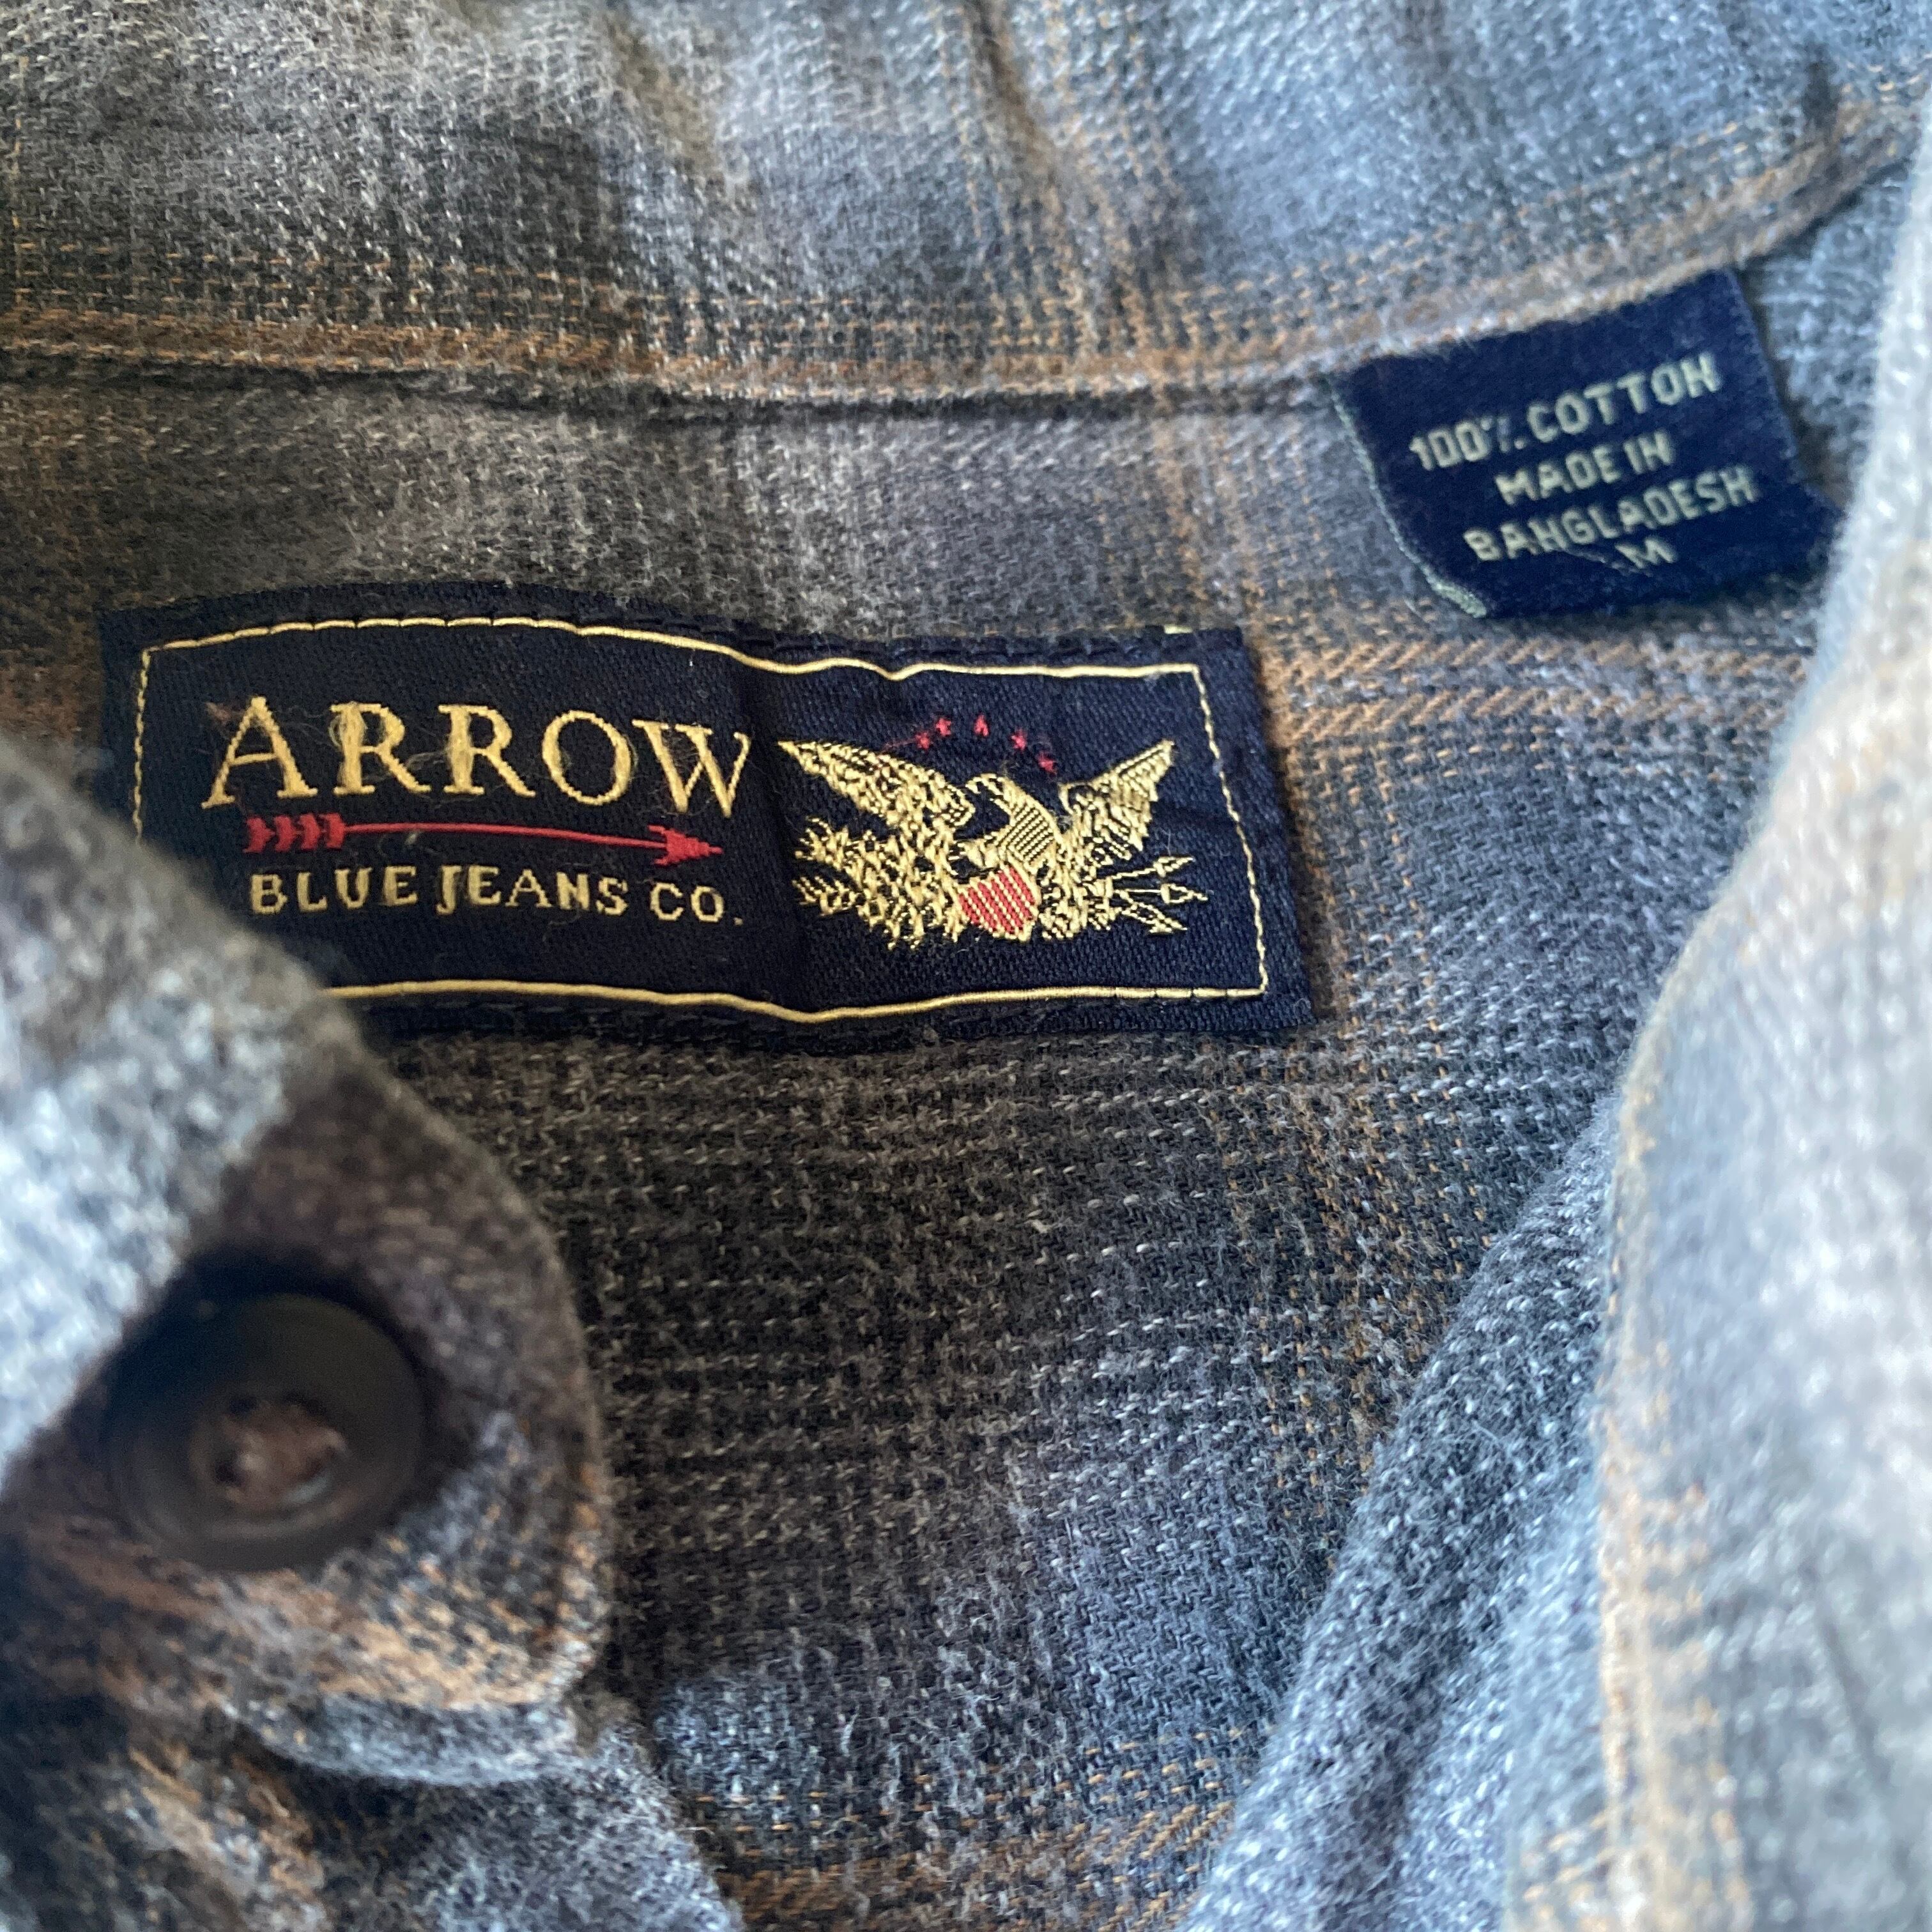 100% COTTON
MADE IN
BANGLADESH
M
ARROW
BLUE JEANS CO.